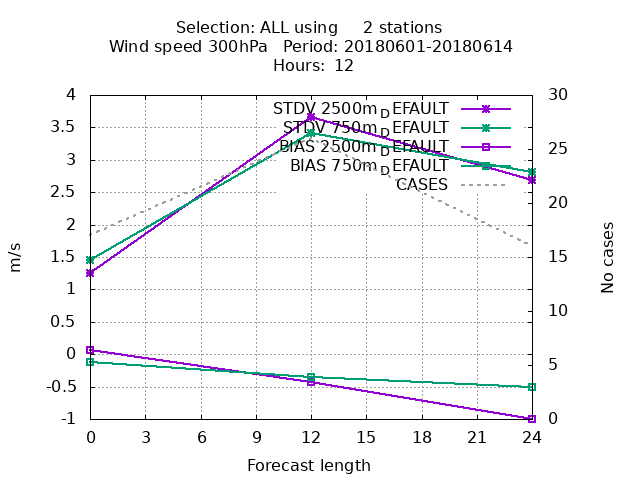 Selection: ALL using 2 stations
Wind speed 300hPa Period: 20180601-20180614
Hours: 12
STDV 2500m_DEFAULT
STDV 750m_DEFAULT
BIAS 2500m_DEFAULT
BIAS 750m_DEFAULT
CASES
4
3.5
3
2.5
2
1.5
1
0.5
0
-0.5
-1
m/s
30
25
20
15
10
5
0
No cases
0 3 6 9 12 15 18 21 24
Forecast length